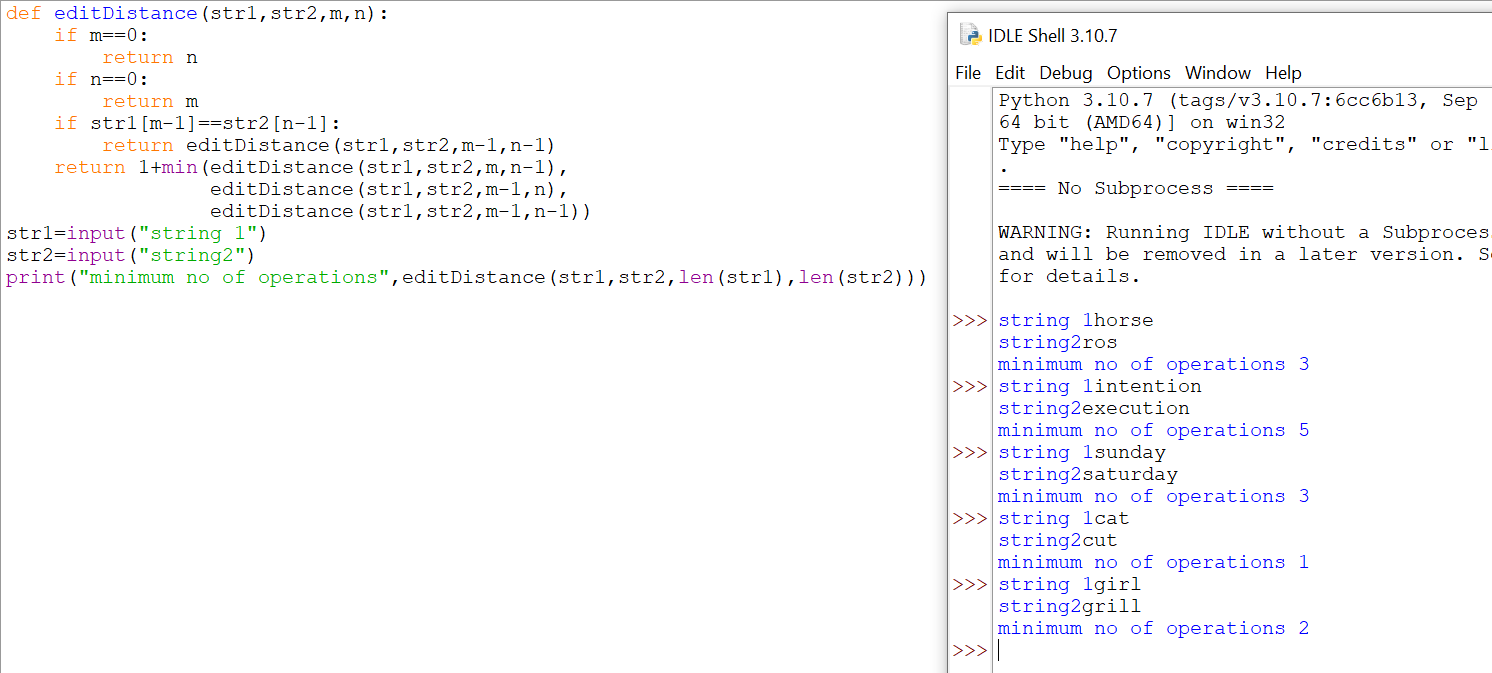 def editDistance(str1,str2,m,n):
    if m==0:
        return n
    if n==0:
        return m
    if str1[m-1]==str2[n-1]:
        return editDistance(str1,str2,m-1,n-1)
    return 1+min(editDistance(str1,str2,m,n-1),
                 editDistance(str1,str2,m-1,n),
                 editDistance(str1,str2,m-1,n-1))
str1=input("string 1")
str2=input("string2")
print("minimum no of operations",editDistance(str1,str2,len(str1),len(str2)))
IDLE Shell 3.10.7
File Edit Debug Options Window Help
Python 3.10.7 (tags/v3.10.7:6cc6b13, Sep
64 bit (AMD64)] on win32
Type "help", "copyright", "credits" or "l
.
==== No Subprocess ====
WARNING: Running IDLE without a Subproces
and will be removed in a later version. S
for details.
>>> string 1horse
string2ros
minimum no of operations 3
>>> string 1intention
string2execution
minimum no of operations 5
>>> string 1sunday
string2saturday
minimum no of operations 3
>>> string 1cat
string2cut
minimum no of operations 1
>>> string 1girl
string2grill
minimum no of operations 2
>>>